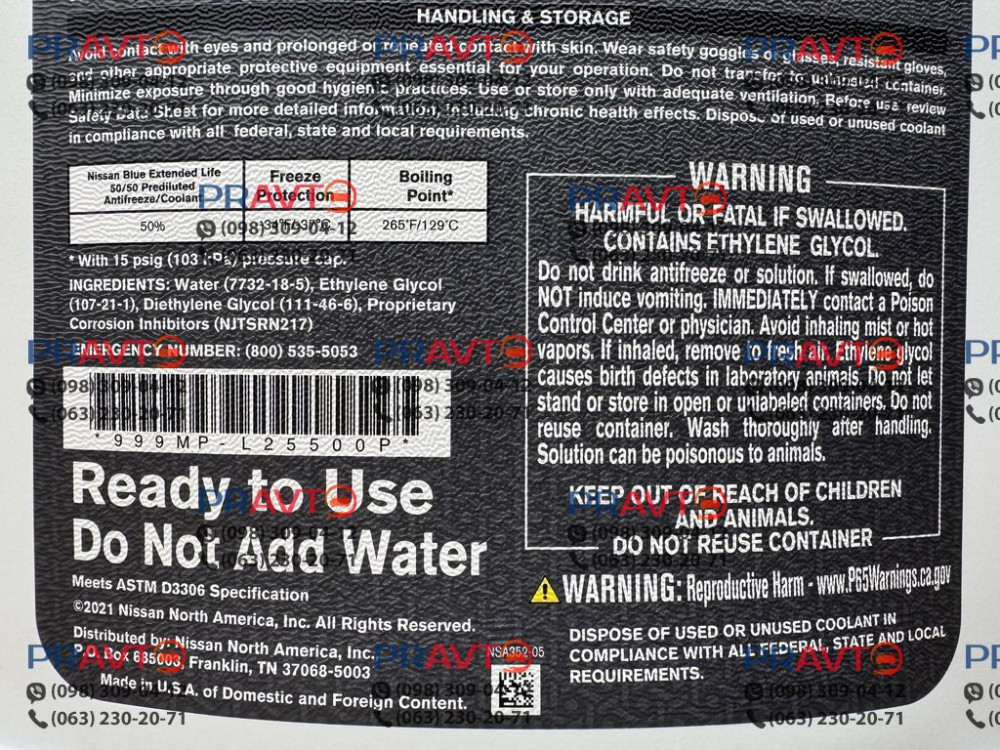 HANDLING & STORAGE
Avoid contact with eyes and prolonged or repeated contact with skin. Wear safety goggles or glasses, resistant gloves,
and other appropriate protective equipment essential for your operation. Do not transfer to unlabeled container.
Minimize exposure through good hygiene practices. Use or store only with adequate ventilation. Before use review
Safety Data Sheet for more detailed information, including chronic health effects. Dispose of used or unused coolant
in compliance with all federal, state and local requirements.
Nissan Blue Extended Life
50/50 Prediluted
Antifreeze/Coolant
Freeze
Protection
Boiling
Point*
50%
-34°F/-37°C
265°F/129°C
* With 15 psig (103 kPa) pressure cap.
INGREDIENTS: Water (7732-18-5), Ethylene Glycol
(107-21-1), Diethylene Glycol (111-46-6), Proprietary
Corrosion Inhibitors (NJTSRN217)
EMERGENCY NUMBER: (800) 535-5053
*999MP-L25500P*
Ready to Use
Do Not Add Water
Meets ASTM D3306 Specification
©2021 Nissan North America, Inc. All Rights Reserved.
Distributed by: Nissan North America, Inc.
P.O. Box 685003, Franklin, TN 37068-5003
Made in U.S.A. of Domestic and Foreign Content.
NSA352-05
WARNING
HARMFUL OR FATAL IF SWALLOWED.
CONTAINS ETHYLENE GLYCOL.
Do not drink antifreeze or solution. If swallowed, do
NOT induce vomiting. IMMEDIATELY contact a Poison
Control Center or physician. Avoid inhaling mist or hot
vapors. If inhaled, remove to fresh air. Ethylene glycol
causes birth defects in laboratory animals. Do not let
stand or store in open or unlabeled containers. Do not
reuse container. Wash thoroughly after handling.
Solution can be poisonous to animals.
KEEP OUT OF REACH OF CHILDREN
AND ANIMALS.
DO NOT REUSE CONTAINER
WARNING: Reproductive Harm - www.P65Warnings.ca.gov
DISPOSE OF USED OR UNUSED COOLANT IN
COMPLIANCE WITH ALL FEDERAL, STATE AND LOCAL
REQUIREMENTS.
PRAVTO
(098) 309-04-12
(063) 230-20-71